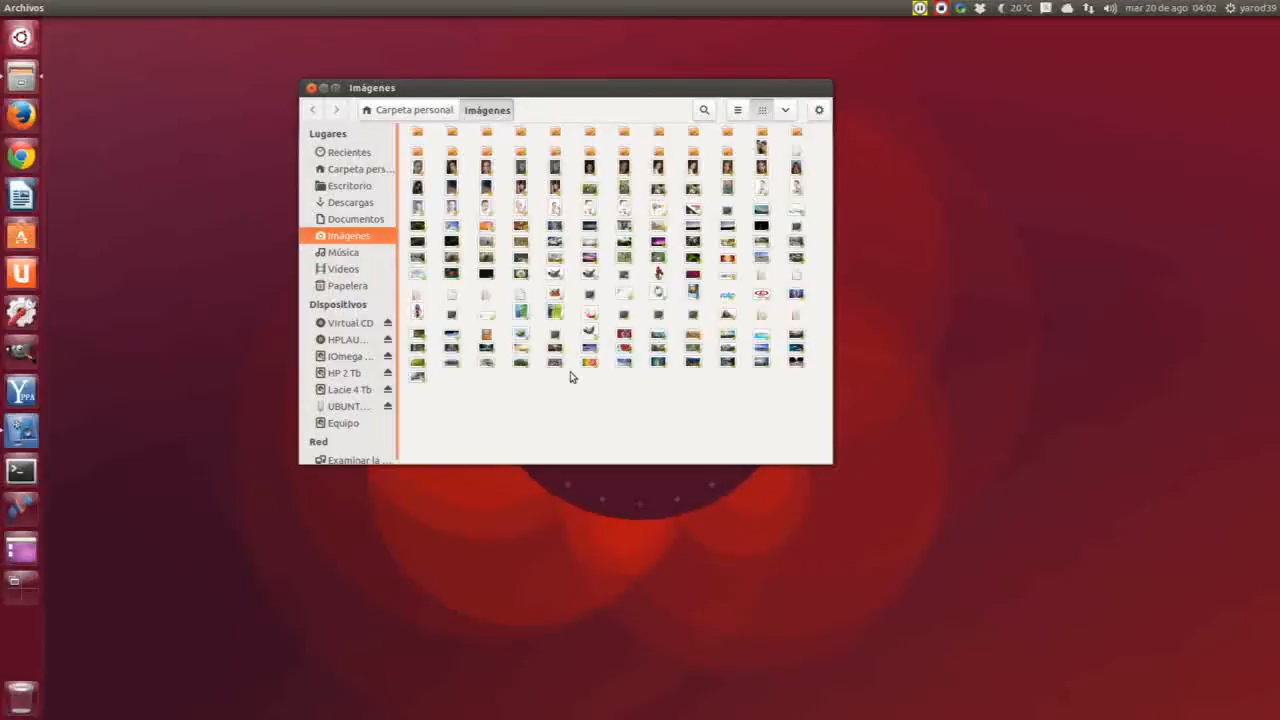 Archivos
20 °C
mar 20 de ago 04:02
yarod39
Imágenes
Carpeta personal
Imágenes
Lugares
Recientes
Carpeta pers...
Escritorio
Descargas
Documentos
Imágenes
Música
Vídeos
Papelera
Dispositivos
Virtual CD
HPLAU...
IOmega ...
HP 2 Tb
Lacie 4 Tb
UBUNT...
Equipo
Red
Examinar la ...
A
U
Y
PPA
>_